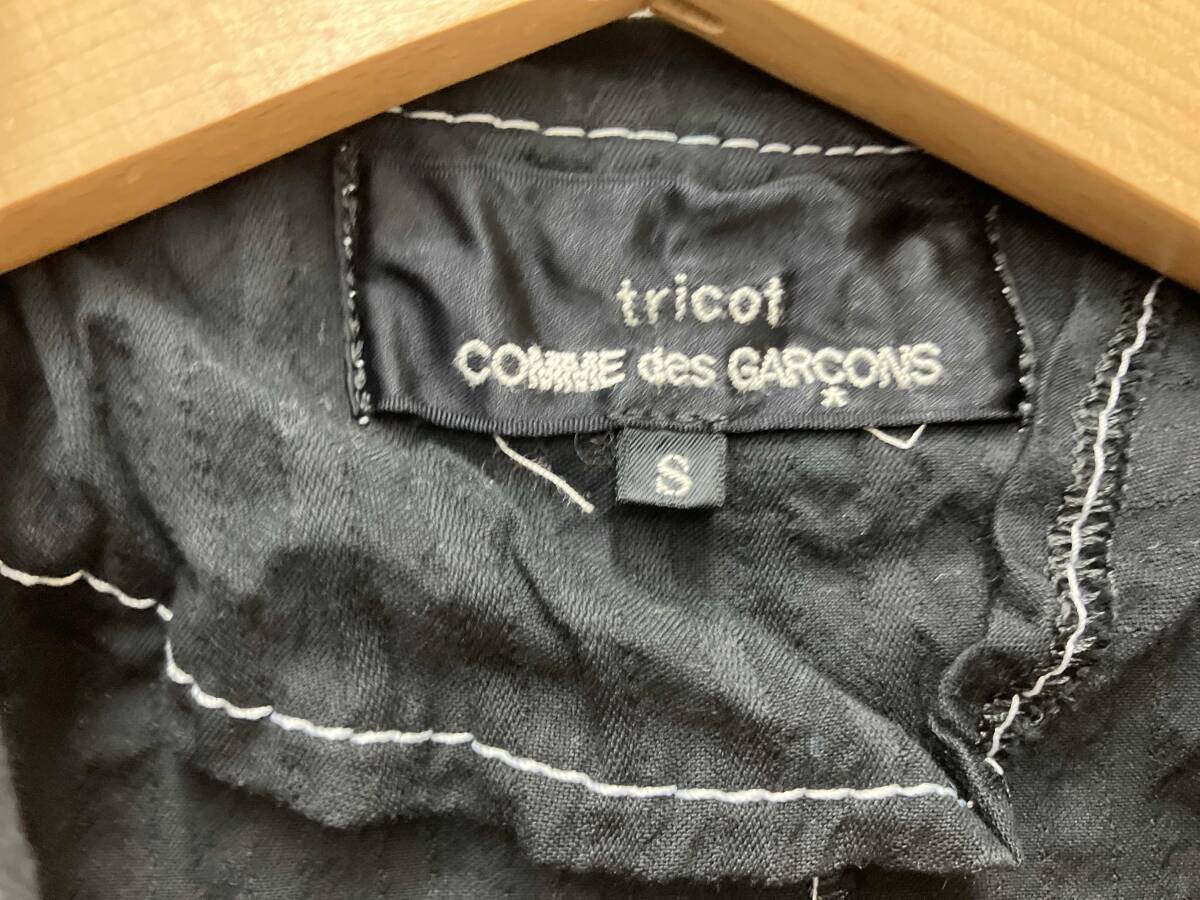 tricot
COMME des GARÇONS
*
S